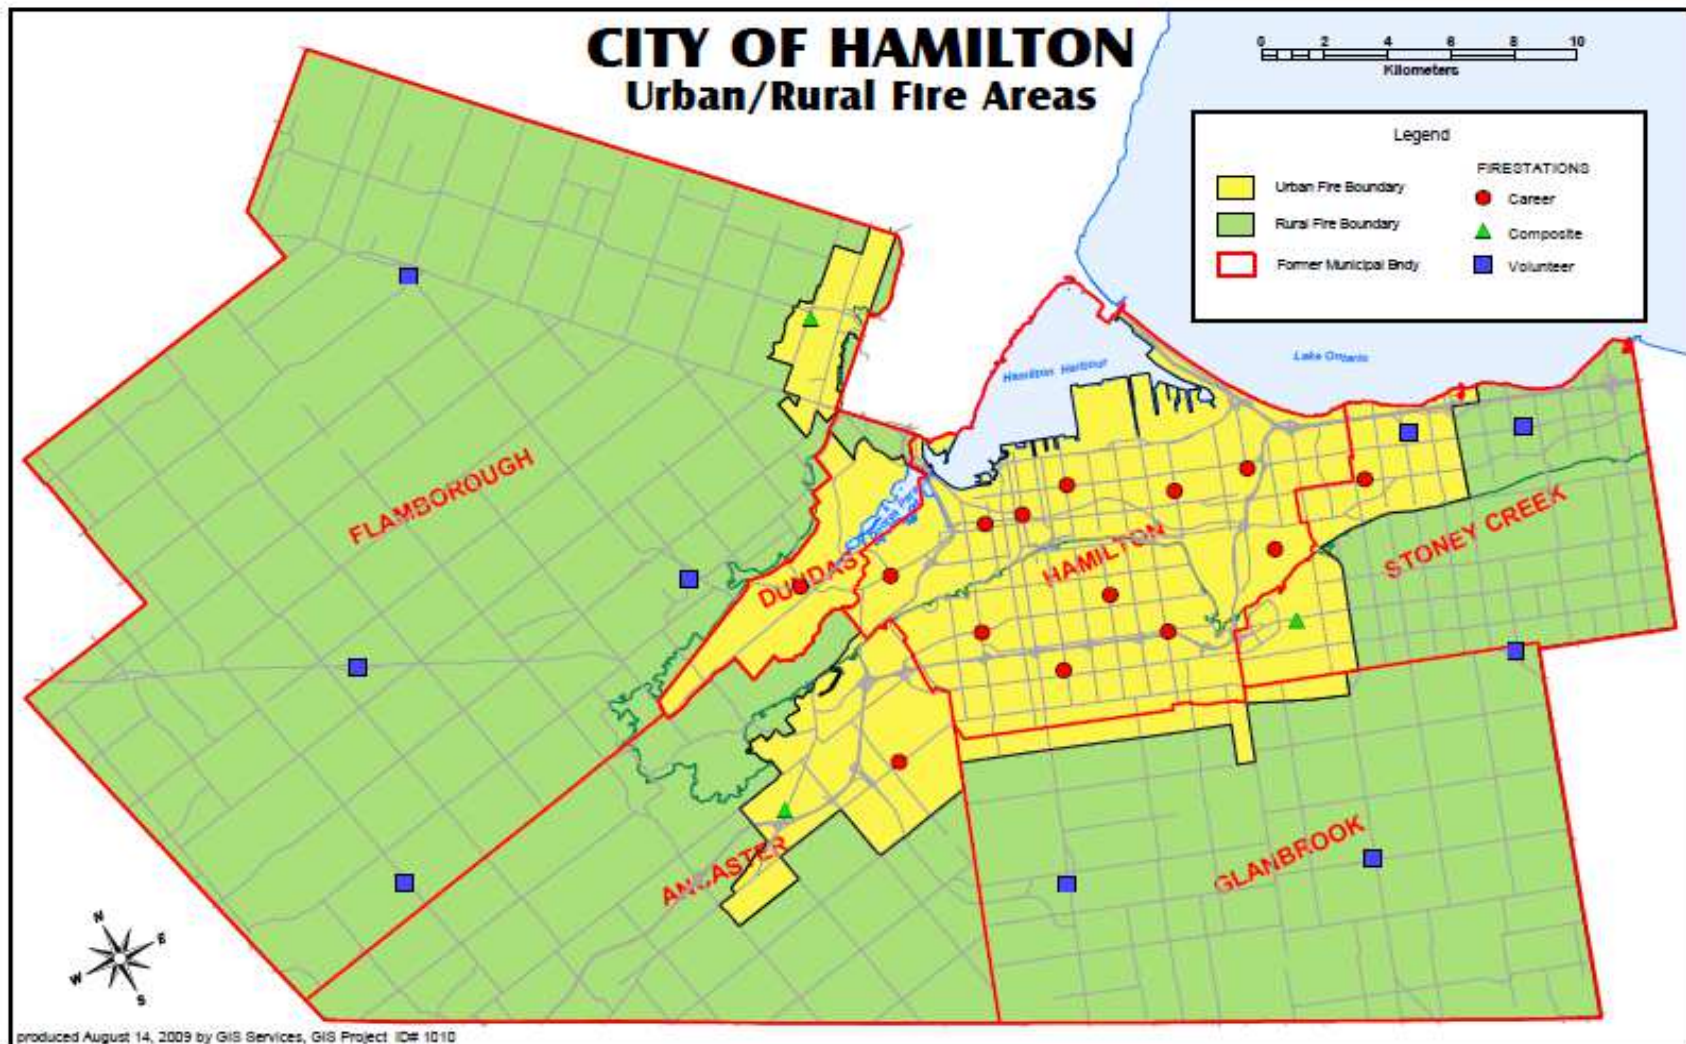 CITY OF HAMILTON
Urban/Rural Fire Areas
0 2 4 6 8 10
Kilometers
Legend
FIRESTATIONS
Urban Fire Boundary
Career
Rural Fire Boundary
Composite
Former Municipal Bndy
Volunteer
Lake Ontario
Hamilton Harbour
FLAMBOROUGH
STONEY CREEK
HAMILTON
DUNDAS
GLANBROOK
ANCASTER
N
E
W
S
produced August 14, 2009 by GIS Services, GIS Project ID# 1010